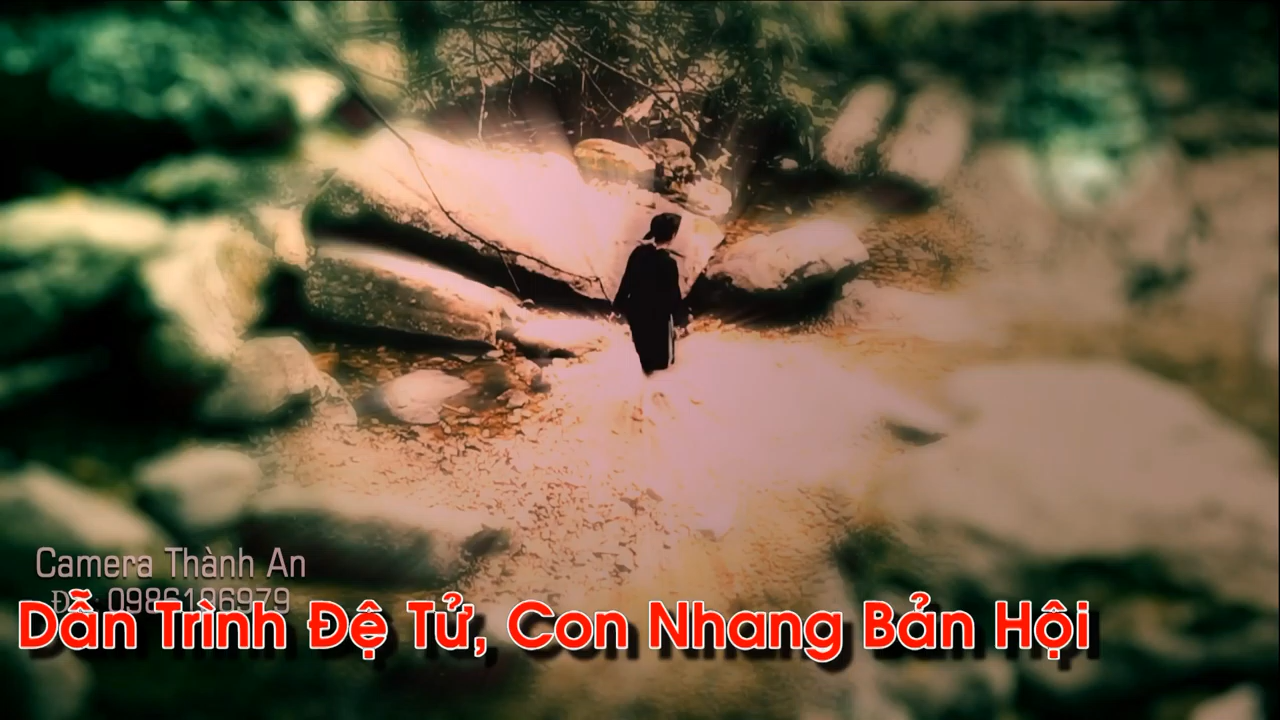 Camera Thành An
ĐT: 0986196979
Dẫn Trình Đệ Tử, Con Nhang Bản Hội